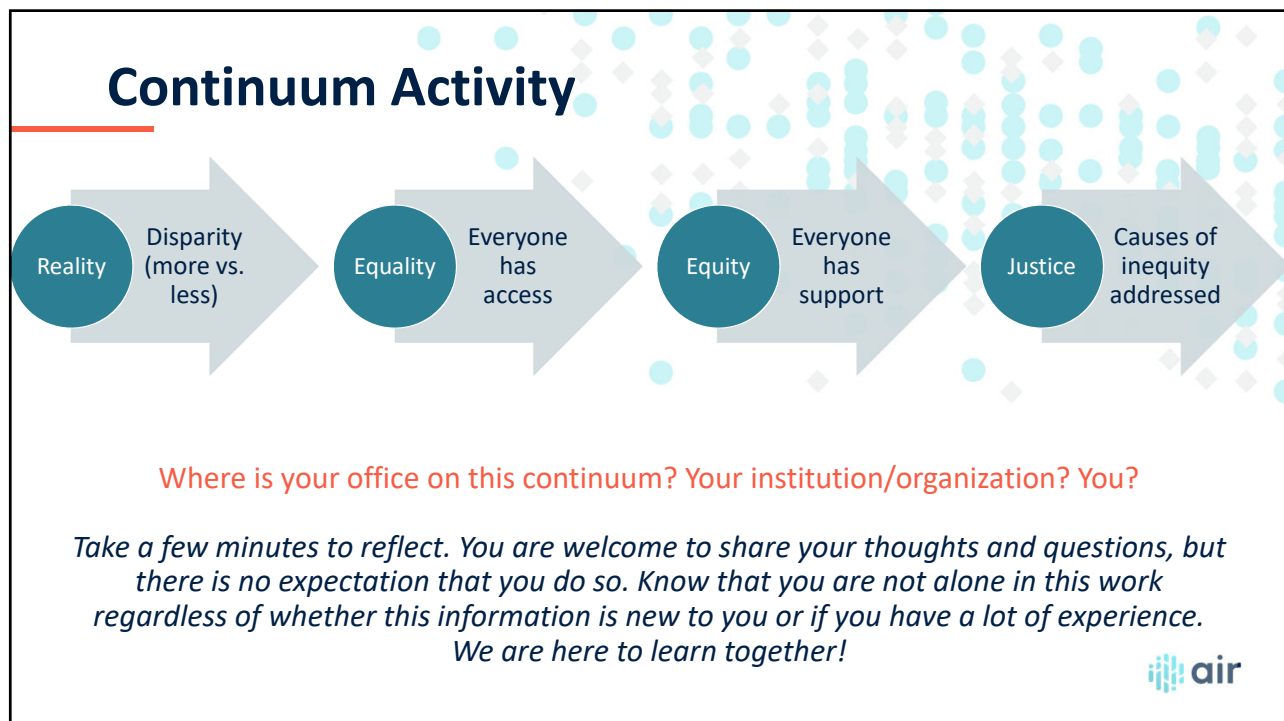 Continuum Activity
Reality
Disparity
(more vs.
less)
Equality
Everyone
has
access
Equity
Everyone
has
support
Justice
Causes of
inequity
addressed
Where is your office on this continuum? Your institution/organization? You?
Take a few minutes to reflect. You are welcome to share your thoughts and questions, but
there is no expectation that you do so. Know that you are not alone in this work
regardless of whether this information is new to you or if you have a lot of experience.
We are here to learn together!
air